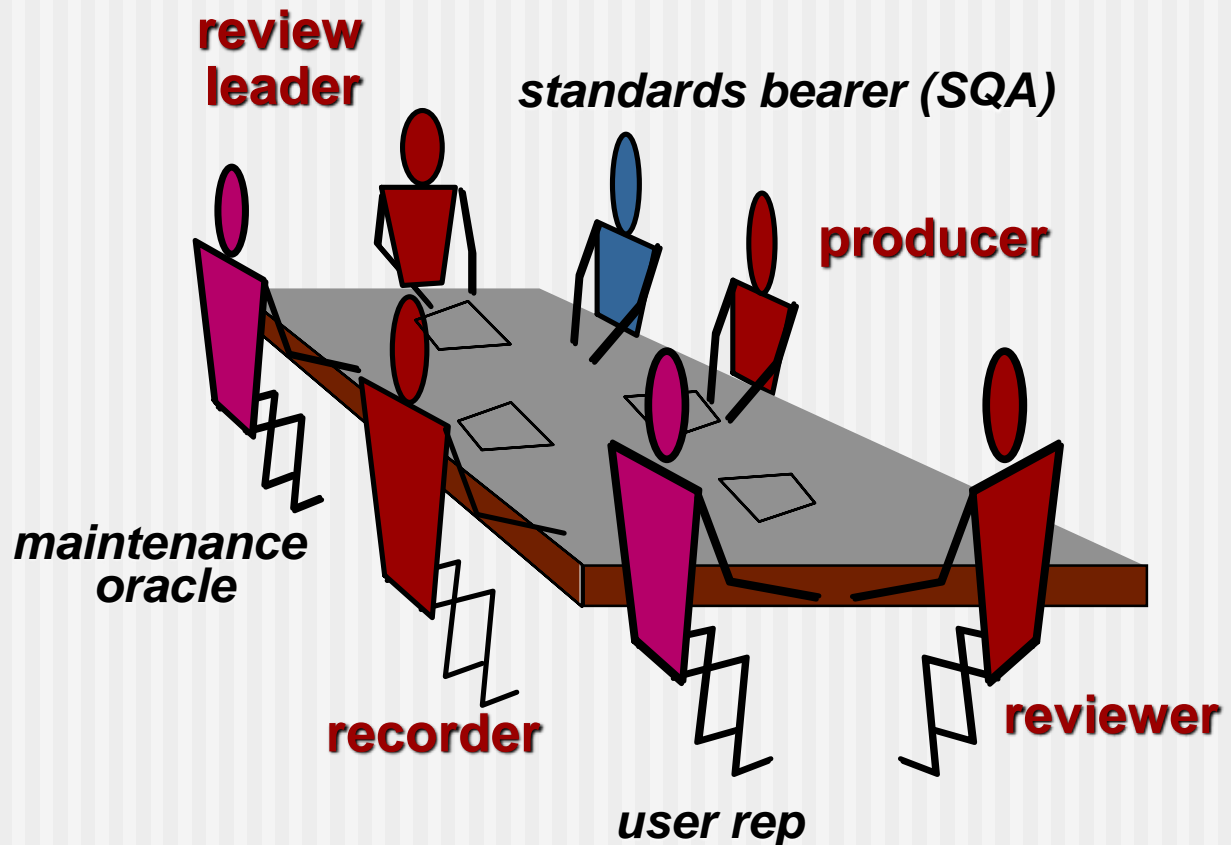 review
leader
standards bearer (SQA)
producer
maintenance
oracle
recorder
reviewer
user rep